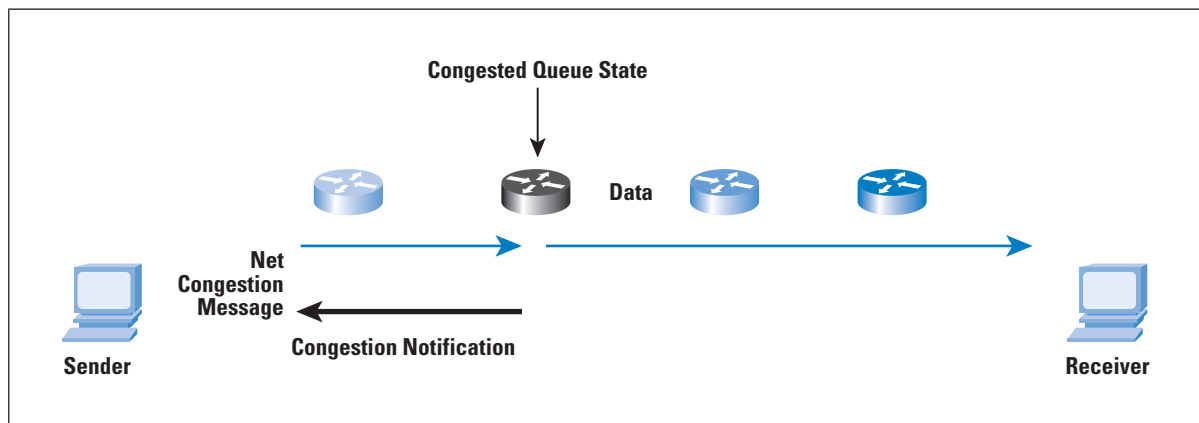 Congested Queue State
Data
Net
Congestion
Message
Congestion Notification
Sender
Receiver